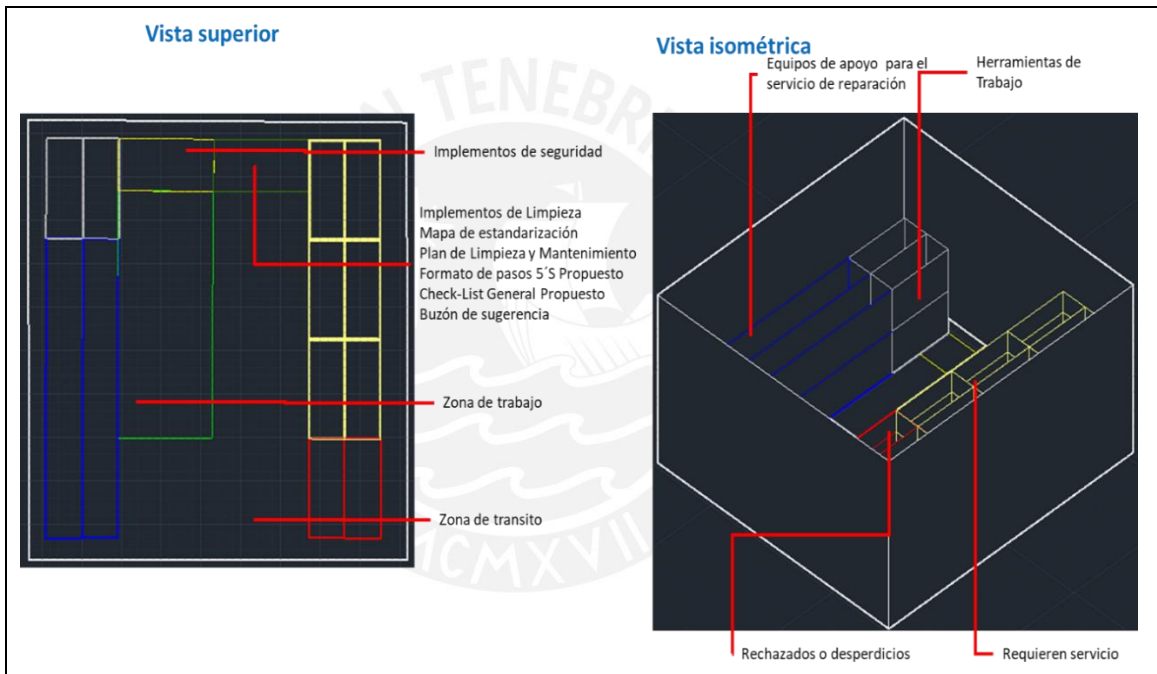 Vista superior
Implementos de seguridad
Implementos de Limpieza
Mapa de estandarización
Plan de Limpieza y Mantenimiento
Formato de pasos 5´S Propuesto
Check-List General Propuesto
Buzón de sugerencia
Zona de trabajo
Zona de transito
Vista isométrica
Equipos de apoyo para el
servicio de reparación
Herramientas de
Trabajo
Rechazados o desperdicios
Requieren servicio
TENEBR
MCMXVII